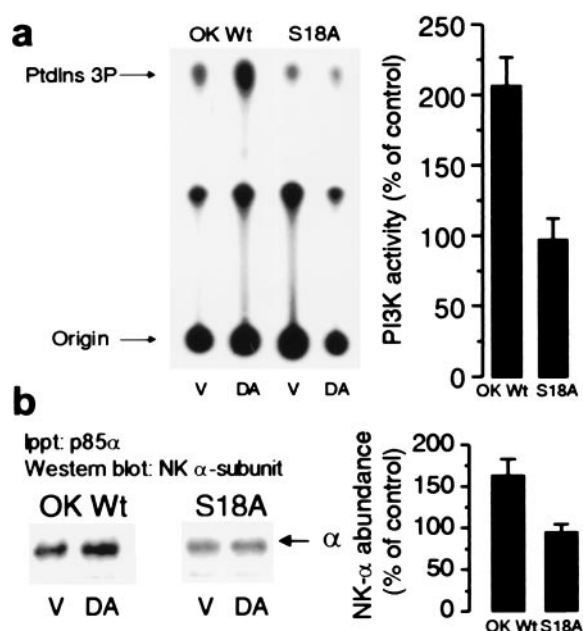 a
OK Wt S18A
PtdIns 3P
Origin
V DA V DA
PI3K activity (% of control)
250
200
150
100
50
0
OK Wt S18A
b
Ippt: p85α
Western blot: NK α-subunit
OK Wt S18A
α
V DA V DA
NK-α abundance
(% of control)
200
150
100
50
0
OK Wt S18A